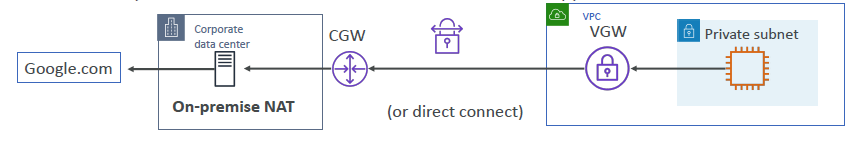 Corporate
data center
CGW
VPC
VGW
Private subnet
Google.com
On-premise NAT
(or direct connect)